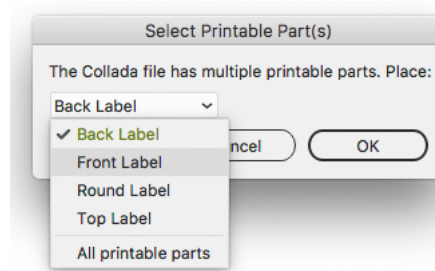 Select Printable Part(s)
The Collada file has multiple printable parts. Place:
Back Label
✓ Back Label
Front Label
Round Label
Top Label
All printable parts
ncel
OK